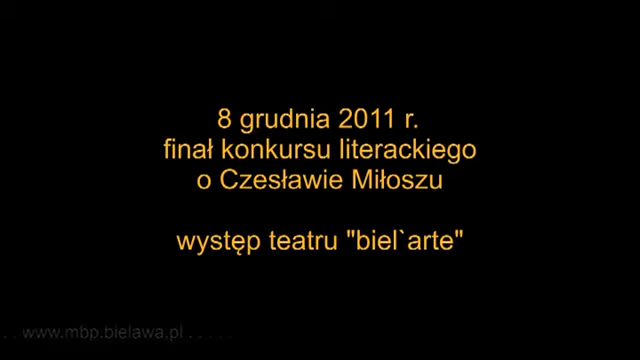 8 grudnia 2011 r.
finał konkursu literackiego
o Czesławie Miłoszu
występ teatru "biel`arte"
. . www.mbp.bielawa.pl . . . . .